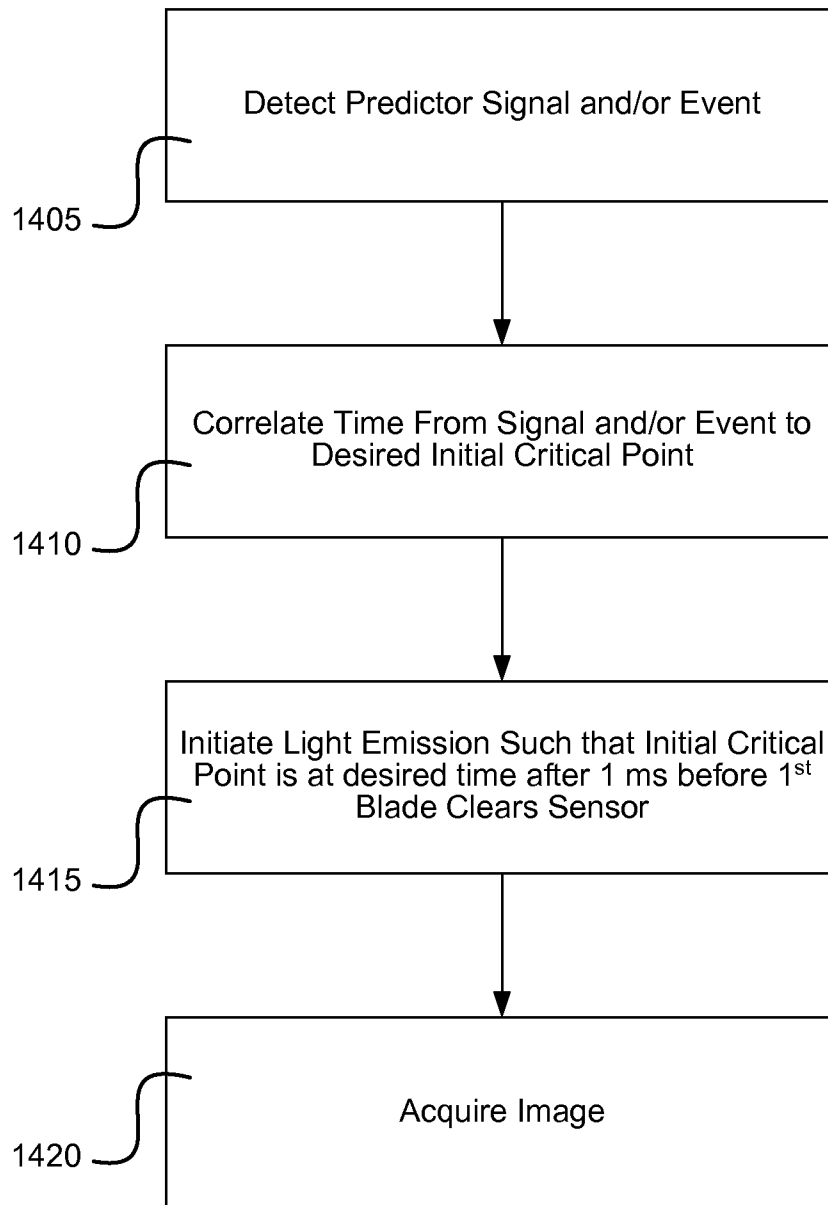 Detect Predictor Signal and/or Event
1405
Correlate Time From Signal and/or Event to
Desired Initial Critical Point
1410
Initiate Light Emission Such that Initial Critical
Point is at desired time after 1 ms before 1st
Blade Clears Sensor
1415
Acquire Image
1420